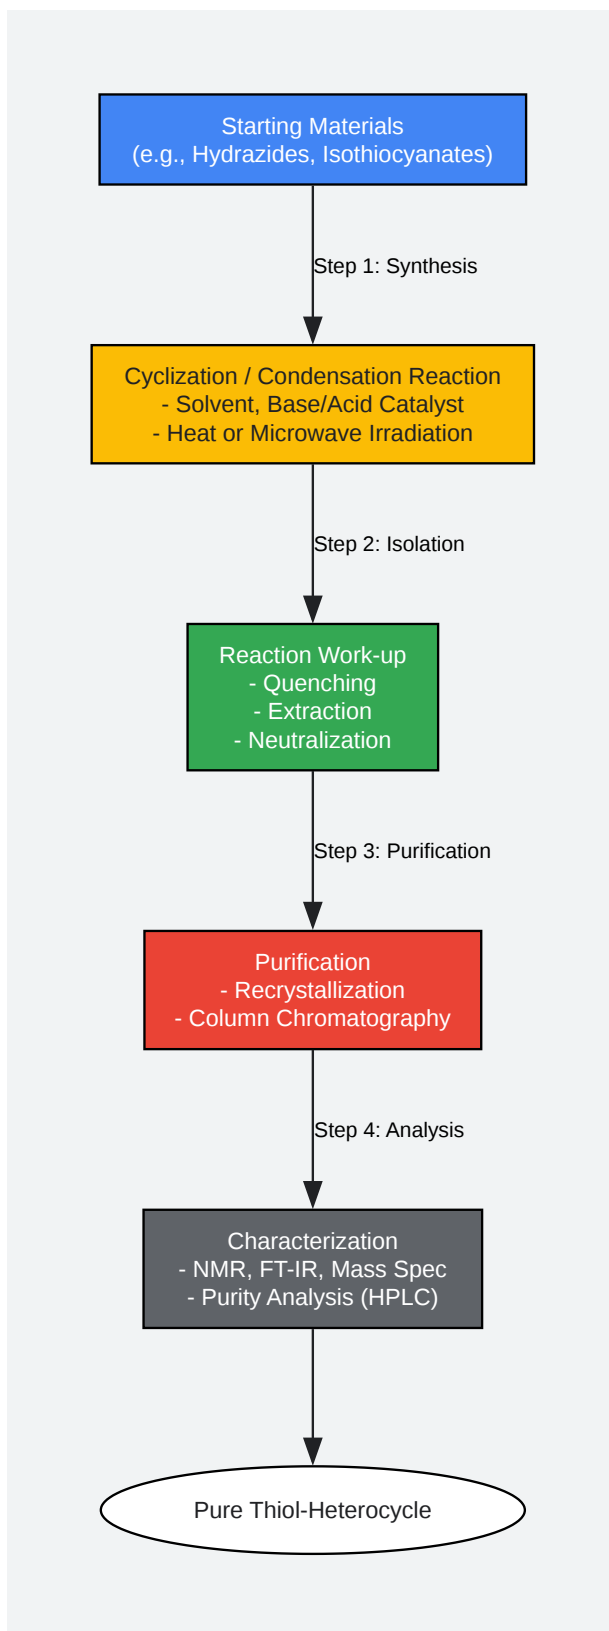 Starting Materials
(e.g., Hydrazides, Isothiocyanates)
Step 1: Synthesis
Cyclization / Condensation Reaction
- Solvent, Base/Acid Catalyst
- Heat or Microwave Irradiation
Step 2: Isolation
Reaction Work-up
- Quenching
- Extraction
- Neutralization
Step 3: Purification
Purification
- Recrystallization
- Column Chromatography
Step 4: Analysis
Characterization
- NMR, FT-IR, Mass Spec
- Purity Analysis (HPLC)
Pure Thiol-Heterocycle